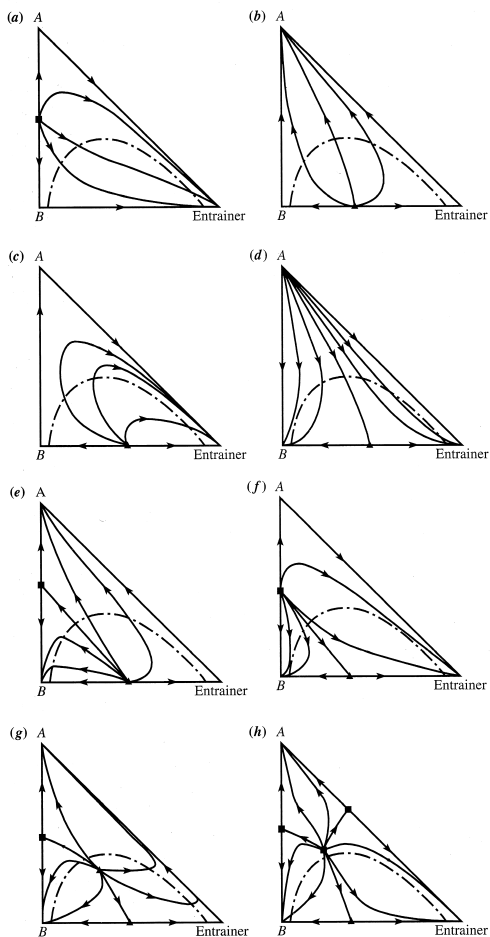 (a) A
B Entrainer
(b) A
B Entrainer
(c) A
B Entrainer
(d) A
B Entrainer
(e) A
B Entrainer
(f) A
B Entrainer
(g) A
B Entrainer
(h) A
B Entrainer